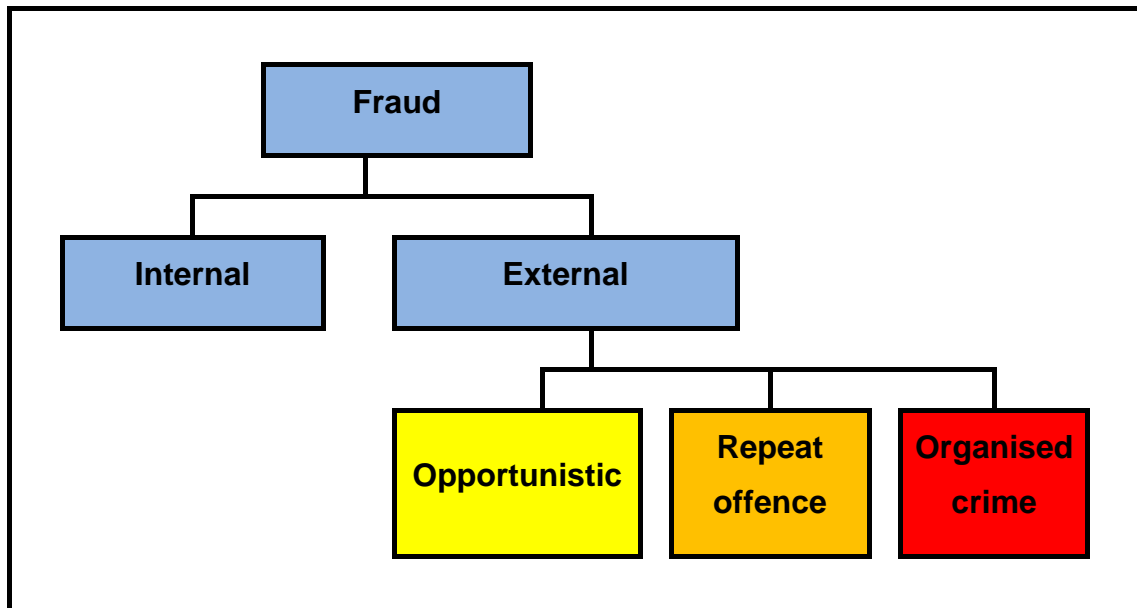 Fraud
Internal
External
Opportunistic
Repeat
offence
Organised
crime